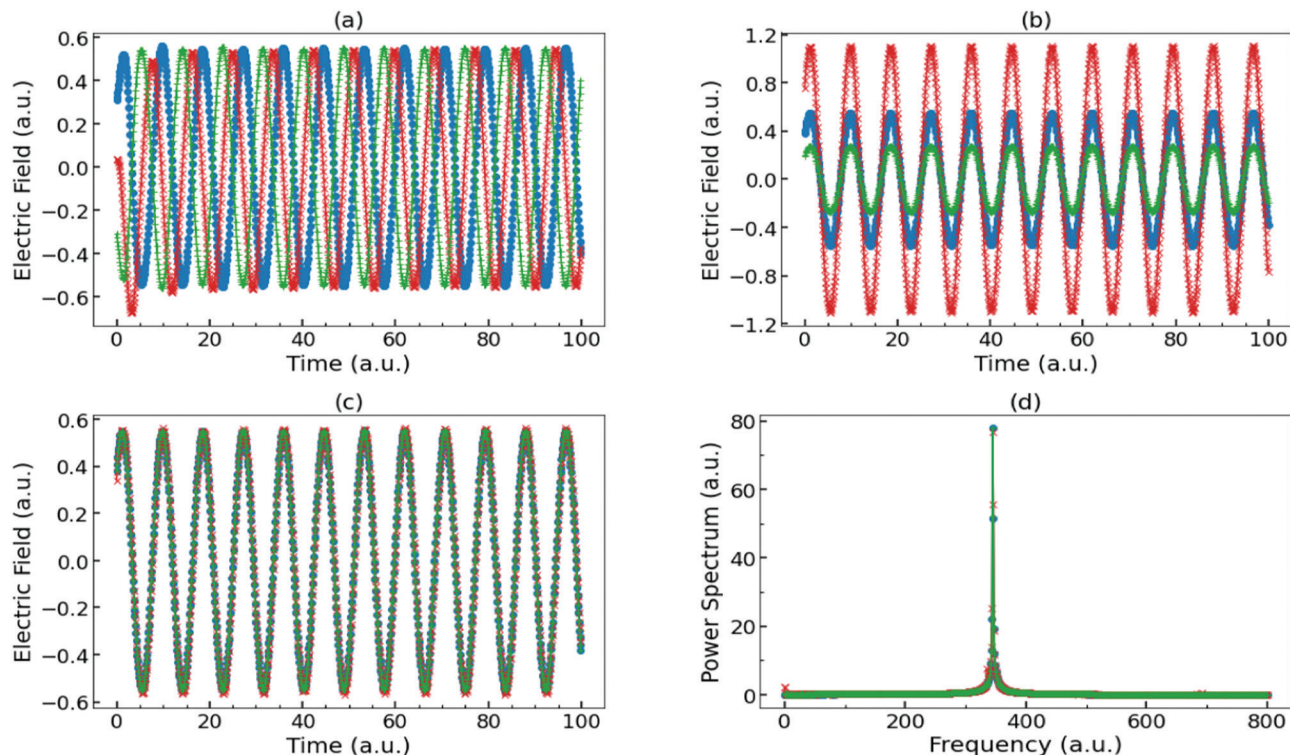 (a)
0.6
0.4
0.2
0.0
−0.2
−0.4
−0.6
Electric Field (a.u.)
0 20 40 60 80 100
Time (a.u.)
(b)
1.2
0.8
0.4
0.0
−0.4
−0.8
−1.2
Electric Field (a.u.)
0 20 40 60 80 100
Time (a.u.)
(c)
0.6
0.4
0.2
0.0
−0.2
−0.4
−0.6
Electric Field (a.u.)
0 20 40 60 80 100
Time (a.u.)
(d)
80
60
40
20
0
Power Spectrum (a.u.)
0 200 400 600 800
Frequency (a.u.)